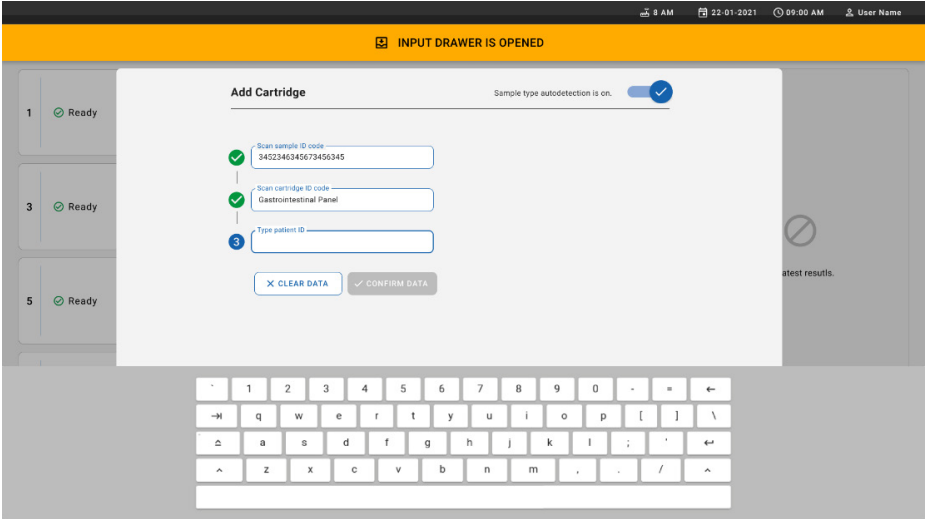 8 AM 22-01-2021 09:00 AM User Name
INPUT DRAWER IS OPENED
Add Cartridge
Sample type autodetection is on.
1 Ready
Scan sample ID code
3452346345673456345
Scan cartridge ID code
Gastrointestinal Panel
3 Ready
3 Type patient ID
CLEAR DATA
CONFIRM DATA
atest resutls.
5 Ready
` 1 2 3 4 5 6 7 8 9 0 - =
q w e r t y u i o p [ ] \
a s d f g h j k l ; '
z x c v b n m , . /